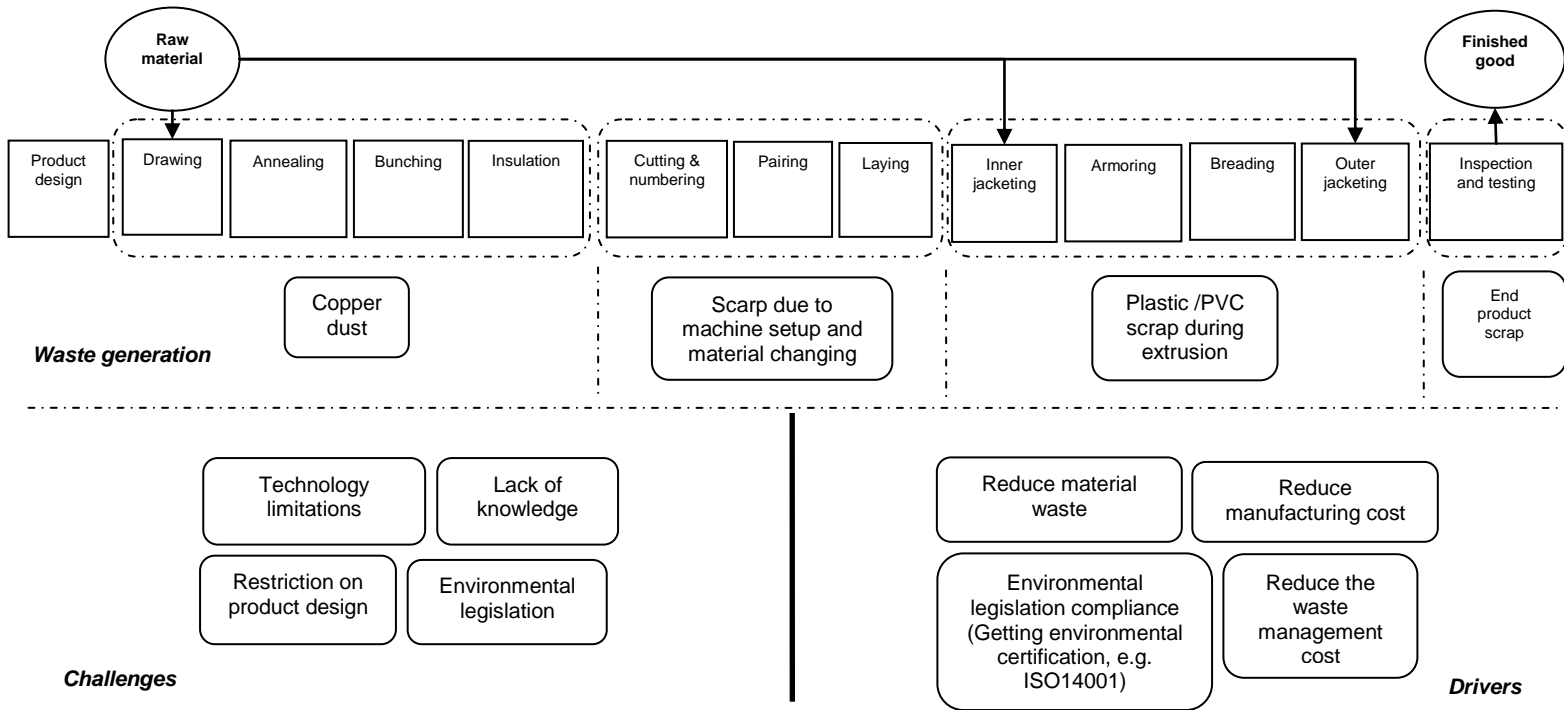 Raw
material
Finished
good
Product
design
Drawing
Annealing
Bunching
Insulation
Cutting &
numbering
Pairing
Laying
Inner
jacketing
Armoring
Breading
Outer
jacketing
Inspection
and testing
Copper
dust
Scarp due to
machine setup and
material changing
Plastic /PVC
scrap during
extrusion
End
product
scrap
Waste generation
Technology
limitations
Lack of
knowledge
Restriction on
product design
Environmental
legislation
Challenges
Reduce material
waste
Reduce
manufacturing cost
Environmental
legislation compliance
(Getting environmental
certification, e.g.
ISO14001)
Reduce the
waste
management
cost
Drivers